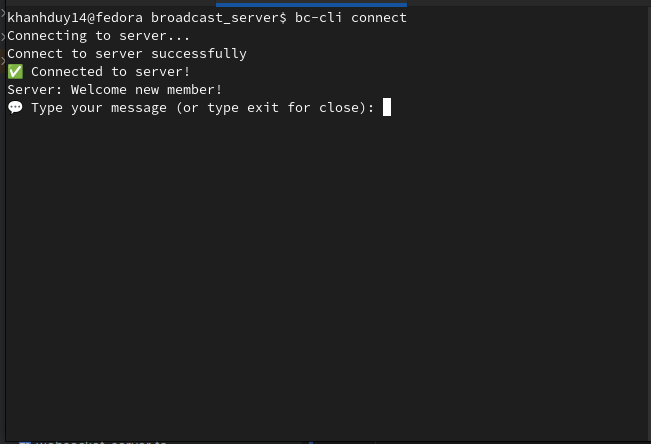 khanhduy14@fedora broadcast_server$ bc-cli connect
Connecting to server...
Connect to server successfully
✅ Connected to server!
Server: Welcome new member!
💬 Type your message (or type exit for close):